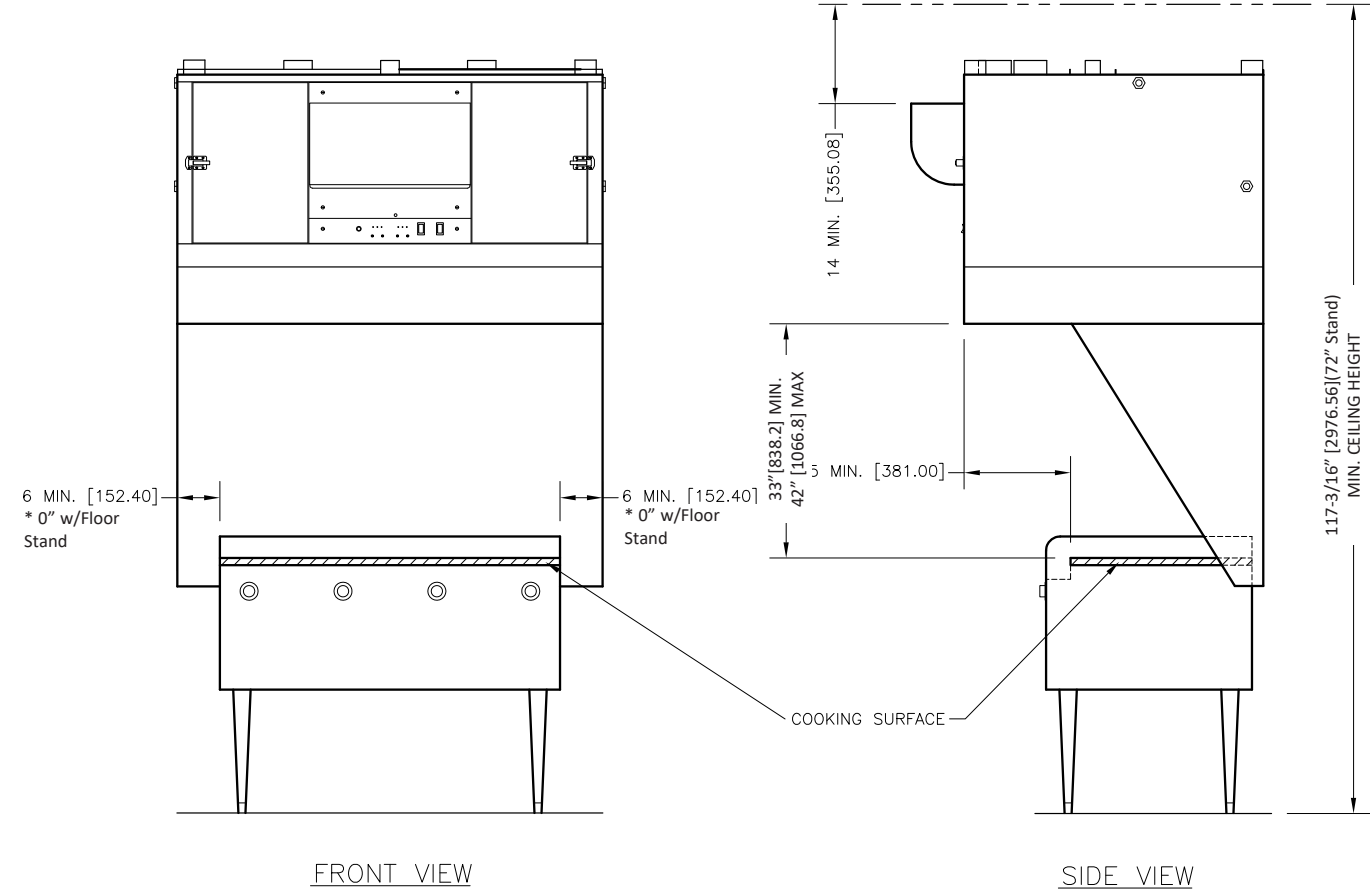 14 MIN. [355.08]
33"[838.2] MIN.
42" [1066.8] MAX
5 MIN. [381.00]
117-3/16" [2976.56](72" Stand)
MIN. CEILING HEIGHT
6 MIN. [152.40]
* 0" w/Floor
Stand
6 MIN. [152.40]
* 0" w/Floor
Stand
COOKING SURFACE
FRONT VIEW
SIDE VIEW